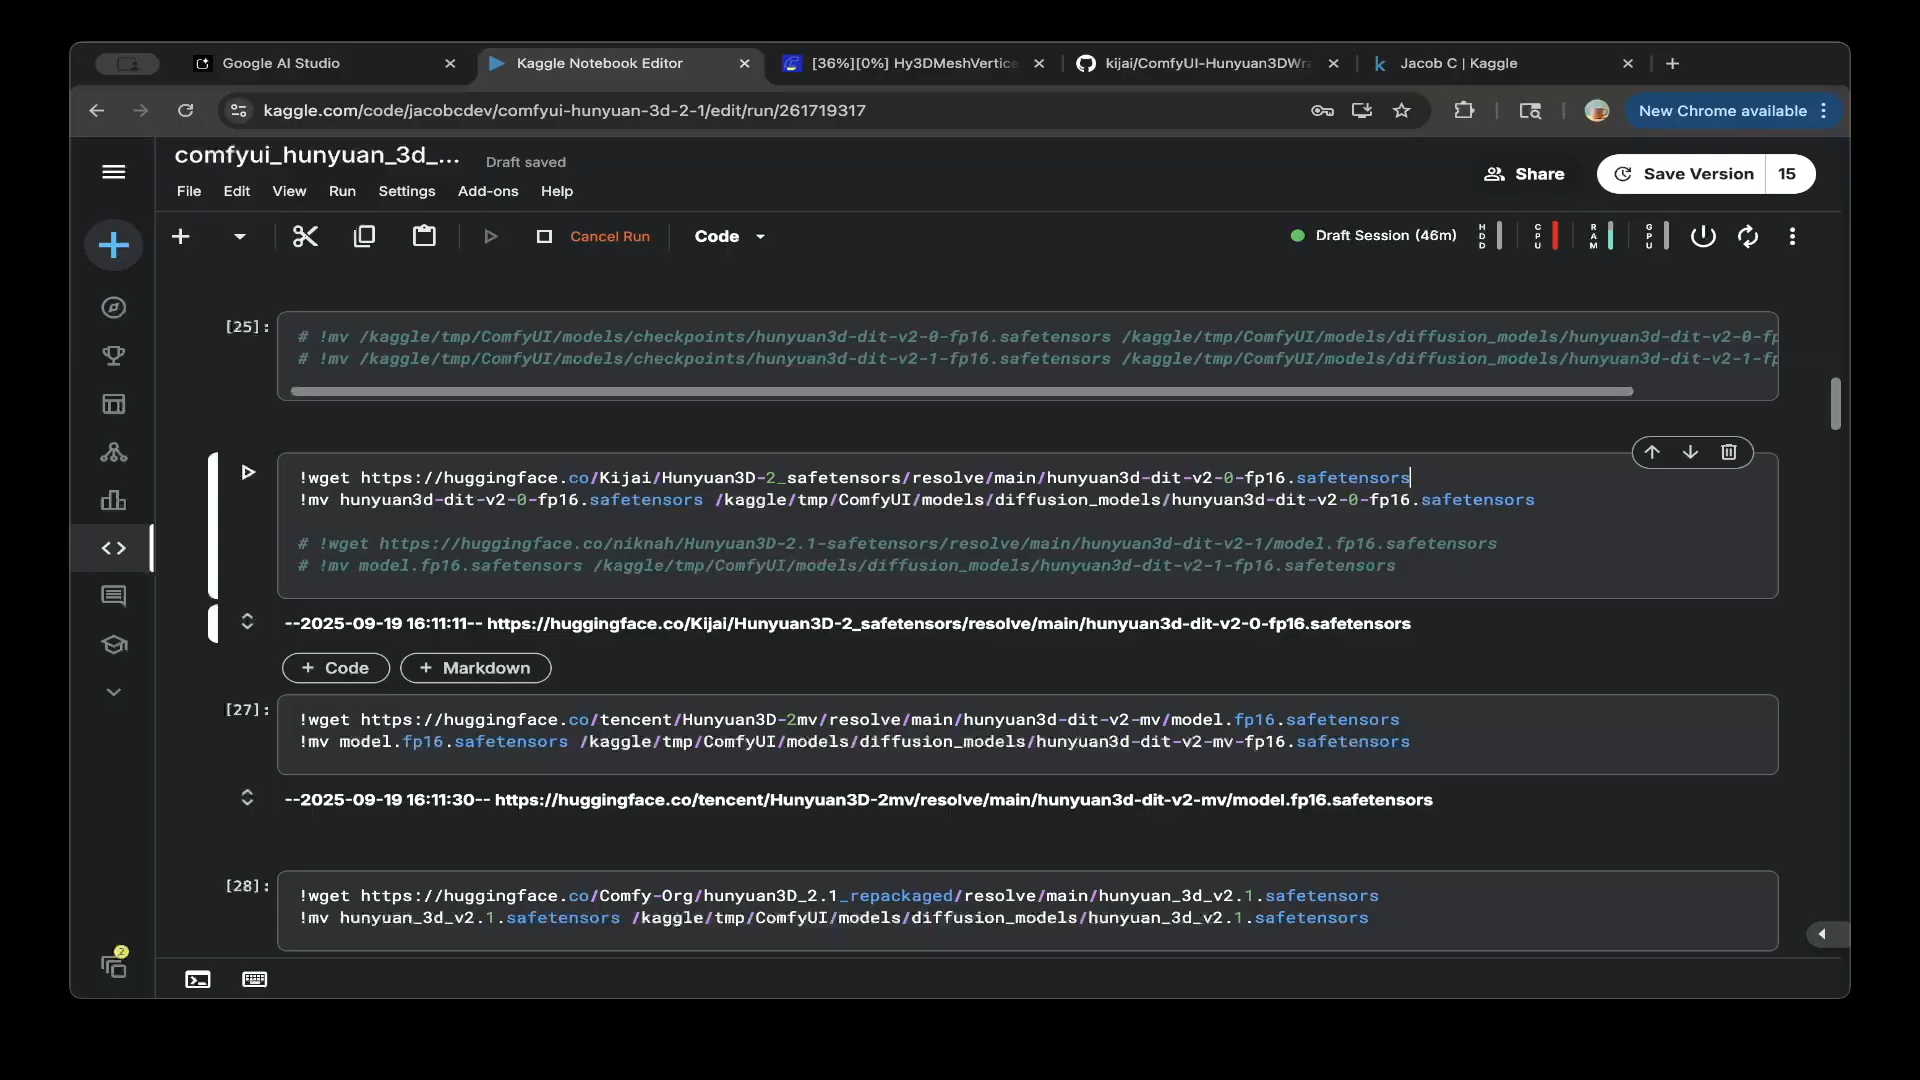 Google AI Studio
Kaggle Notebook Editor
[36%][0%] Hy3DMeshVertice
kijai/ComfyUI-Hunyuan3DWra
Jacob C | Kaggle
kaggle.com/code/jacobcdev/comfyui-hunyuan-3d-2-1/edit/run/261719317
New Chrome available
comfyui_hunyuan_3d_...
Draft saved
File Edit View Run Settings Add-ons Help
Share
Save Version 15
Cancel Run
Code
Draft Session (46m)
HDD
CPU
RAM
GPU
[25]:
# !mv /kaggle/tmp/ComfyUI/models/checkpoints/hunyuan3d-dit-v2-0-fp16.safetensors /kaggle/tmp/ComfyUI/models/diffusion_models/hunyuan3d-dit-v2-0-fp
# !mv /kaggle/tmp/ComfyUI/models/checkpoints/hunyuan3d-dit-v2-1-fp16.safetensors /kaggle/tmp/ComfyUI/models/diffusion_models/hunyuan3d-dit-v2-1-fp
!wget https://huggingface.co/Kijai/Hunyuan3D-2_safetensors/resolve/main/hunyuan3d-dit-v2-0-fp16.safetensors
!mv hunyuan3d-dit-v2-0-fp16.safetensors /kaggle/tmp/ComfyUI/models/diffusion_models/hunyuan3d-dit-v2-0-fp16.safetensors
# !wget https://huggingface.co/niknah/Hunyuan3D-2.1-safetensors/resolve/main/hunyuan3d-dit-v2-1/model.fp16.safetensors
# !mv model.fp16.safetensors /kaggle/tmp/ComfyUI/models/diffusion_models/hunyuan3d-dit-v2-1-fp16.safetensors
--2025-09-19 16:11:11-- https://huggingface.co/Kijai/Hunyuan3D-2_safetensors/resolve/main/hunyuan3d-dit-v2-0-fp16.safetensors
+ Code
+ Markdown
[27]:
!wget https://huggingface.co/tencent/Hunyuan3D-2mv/resolve/main/hunyuan3d-dit-v2-mv/model.fp16.safetensors
!mv model.fp16.safetensors /kaggle/tmp/ComfyUI/models/diffusion_models/hunyuan3d-dit-v2-mv-fp16.safetensors
--2025-09-19 16:11:30-- https://huggingface.co/tencent/Hunyuan3D-2mv/resolve/main/hunyuan3d-dit-v2-mv/model.fp16.safetensors
[28]:
!wget https://huggingface.co/Comfy-Org/hunyuan3D_2.1_repackaged/resolve/main/hunyuan_3d_v2.1.safetensors
!mv hunyuan_3d_v2.1.safetensors /kaggle/tmp/ComfyUI/models/diffusion_models/hunyuan_3d_v2.1.safetensors
2